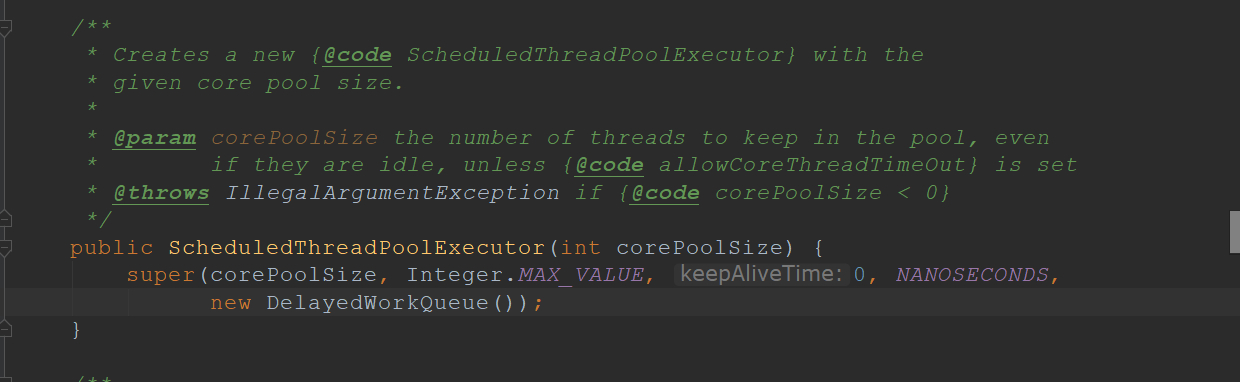 /**
* Creates a new {@code ScheduledThreadPoolExecutor} with the
* given core pool size.
*
* @param corePoolSize the number of threads to keep in the pool, even
*        if they are idle, unless {@code allowCoreThreadTimeOut} is set
* @throws IllegalArgumentException if {@code corePoolSize < 0}
*/
public ScheduledThreadPoolExecutor(int corePoolSize) {
super(corePoolSize, Integer.MAX_VALUE, keepAliveTime: 0, NANOSECONDS,
new DelayedWorkQueue());
}
/**